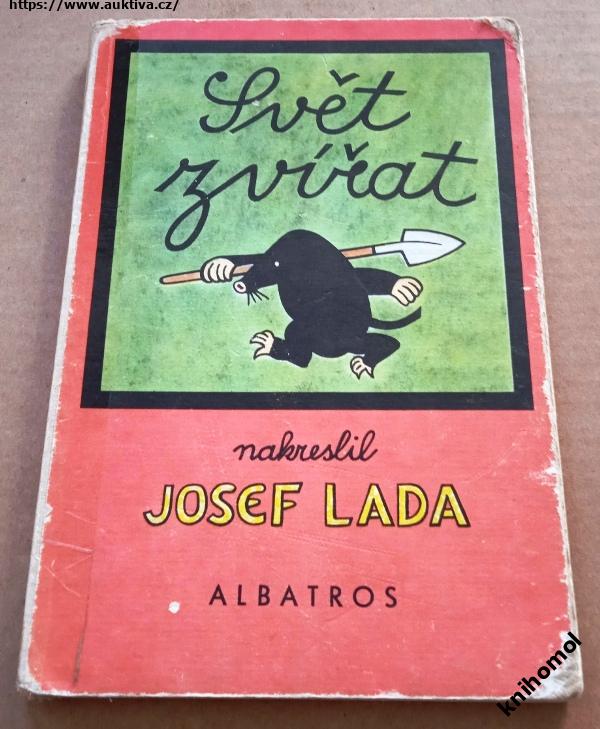 https://www.auktiva.cz/
Svět
zvířat
nakreslil
JOSEF LADA
ALBATROS
knihomol